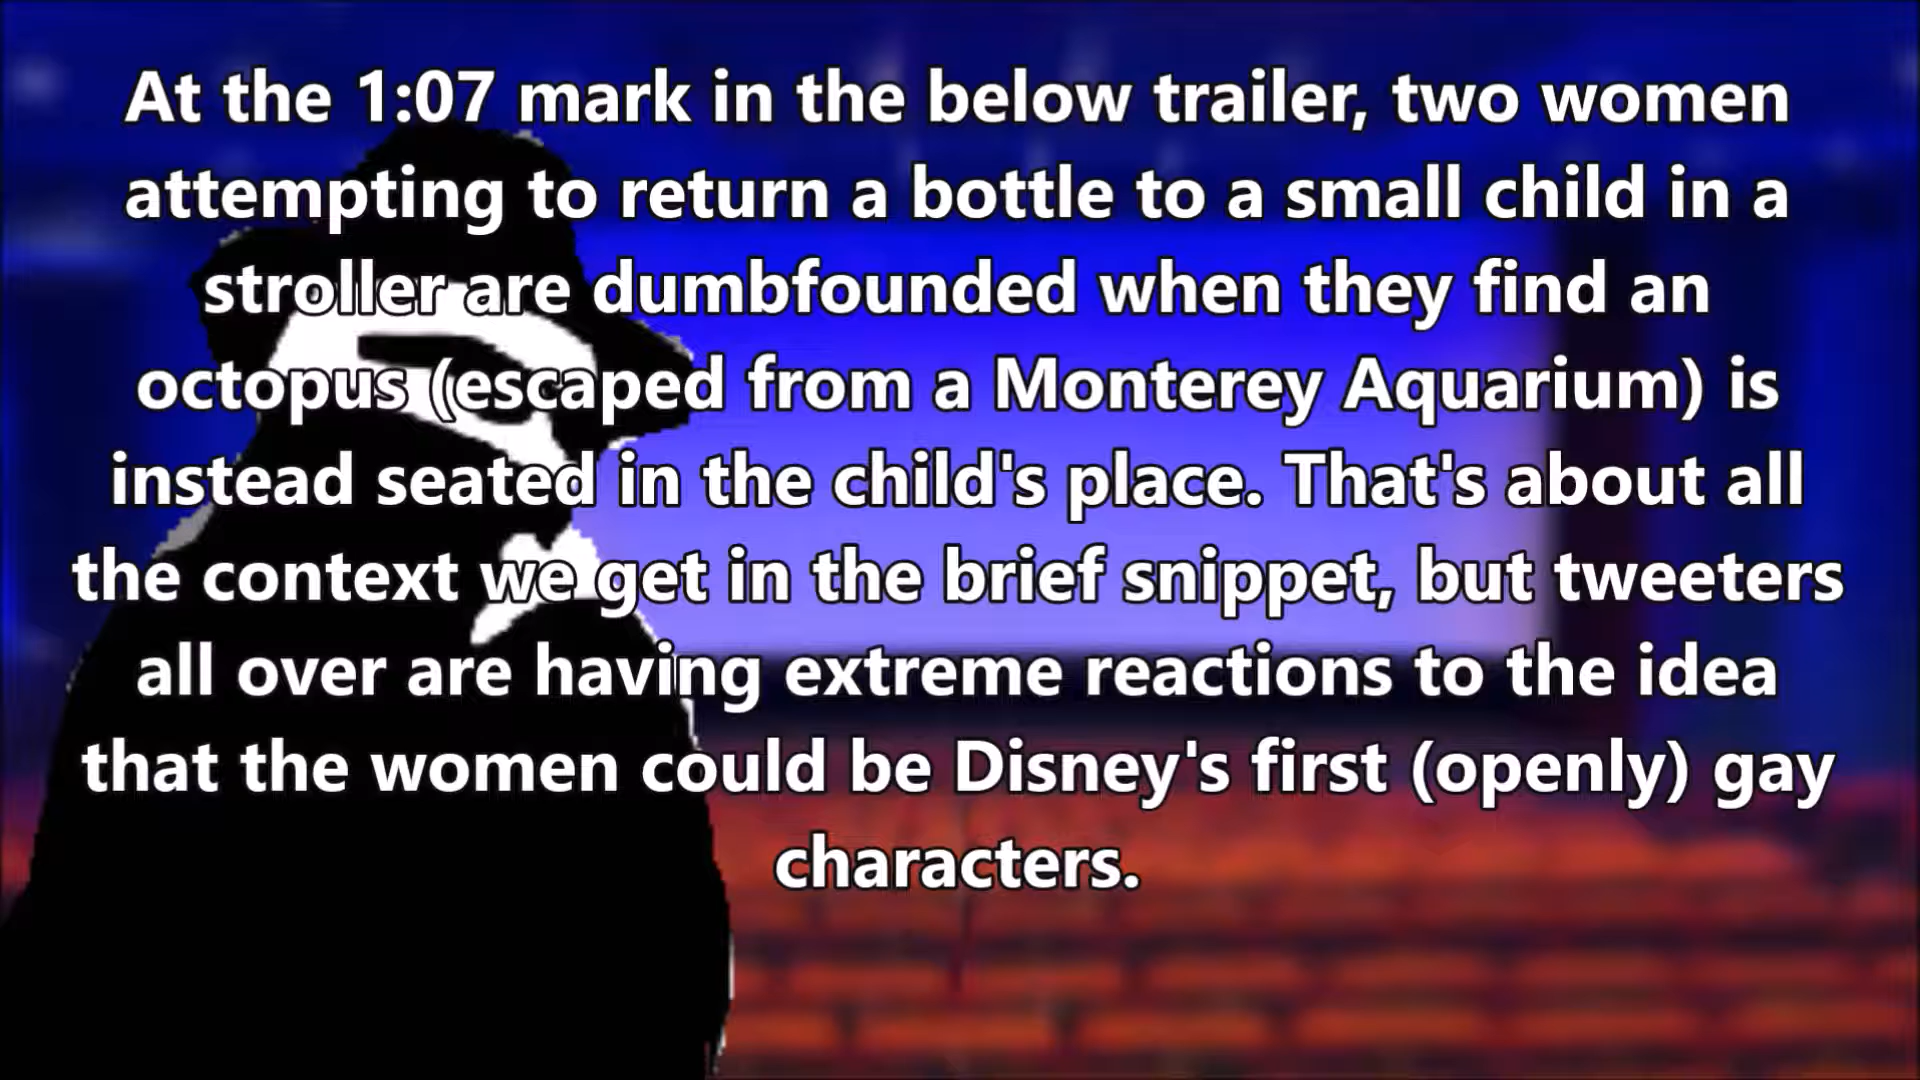 At the 1:07 mark in the below trailer, two women
attempting to return a bottle to a small child in a
stroller are dumbfounded when they find an
octopus (escaped from a Monterey Aquarium) is
instead seated in the child's place. That's about all
the context we get in the brief snippet, but tweeters
all over are having extreme reactions to the idea
that the women could be Disney's first (openly) gay
characters.